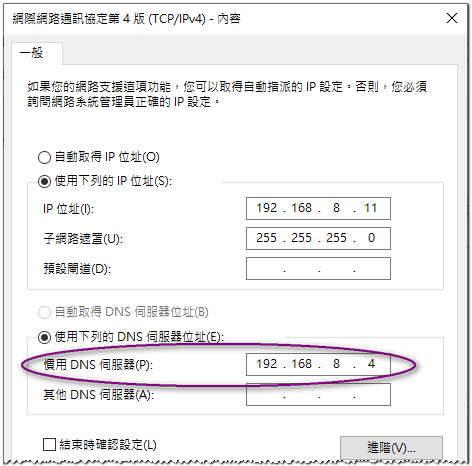 網際網路通訊協定第 4 版 (TCP/IPv4) - 內容
一般
如果您的網路支援這項功能，您可以取得自動指派的 IP 設定。否則，您必須
詢問網路系統管理員正確的 IP 設定。
自動取得 IP 位址(O)
使用下列的 IP 位址(S):
IP 位址(I): 192 . 168 . 8 . 11
子網路遮罩(U): 255 . 255 . 255 . 0
預設閘道(D): . . .
自動取得 DNS 伺服器位址(B)
使用下列的 DNS 伺服器位址(E):
慣用 DNS 伺服器(P): 192 . 168 . 8 . 4
其他 DNS 伺服器(A): . . .
結束時確認設定(L)
進階(V)...